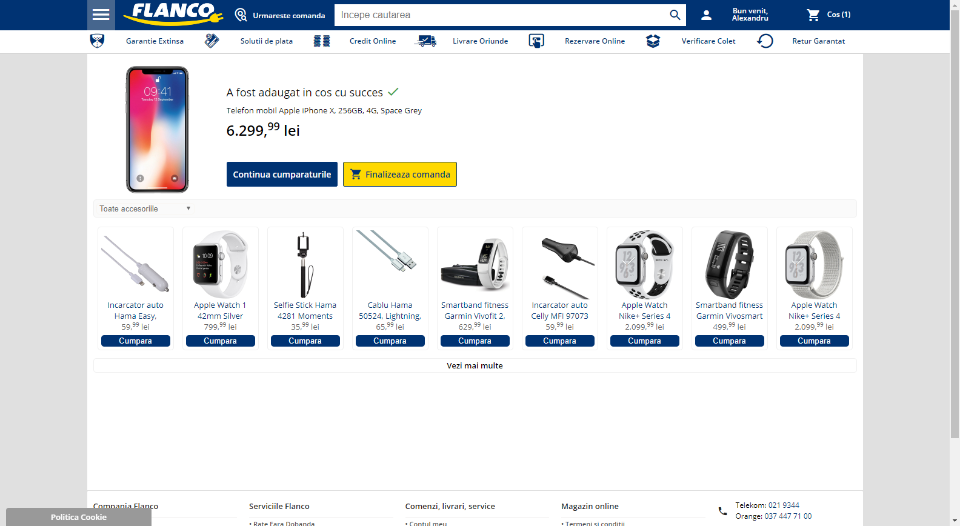 FLANCO
Urmareste comanda
Incepe cautarea
Bun venit,
Alexandru
Cos (1)
Garantie Extinsa
Solutii de plata
Credit Online
Livrare Oriunde
Rezervare Online
Verificare Colet
Retur Garantat
A fost adaugat in cos cu succes
Telefon mobil Apple iPhone X, 256GB, 4G, Space Grey
6.299,99 lei
Continua cumparaturile
Finalizeaza comanda
Toate accesoriile
Incarcator auto
Hama Easy,
59,99 lei
Cumpara
Apple Watch 1
42mm Silver
799,99 lei
Cumpara
Selfie Stick Hama
4281 Moments
35,99 lei
Cumpara
Cablu Hama
50524, Lightning,
65,99 lei
Cumpara
Smartband fitness
Garmin Vivofit 2,
629,99 lei
Cumpara
Incarcator auto
Celly MFI 97073
59,99 lei
Cumpara
Apple Watch
Nike+ Series 4
2.099,99 lei
Cumpara
Smartband fitness
Garmin Vivosmart
499,99 lei
Cumpara
Apple Watch
Nike+ Series 4
2.099,99 lei
Cumpara
Vezi mai multe
Compania Flanco
Serviciile Flanco
Comenzi, livrari, service
Magazin online
Telekom: 021 9344
Orange: 037 447 71 00
Politica Cookie
• Rate Fara Dobanda
• Contul meu
• Termeni si conditii